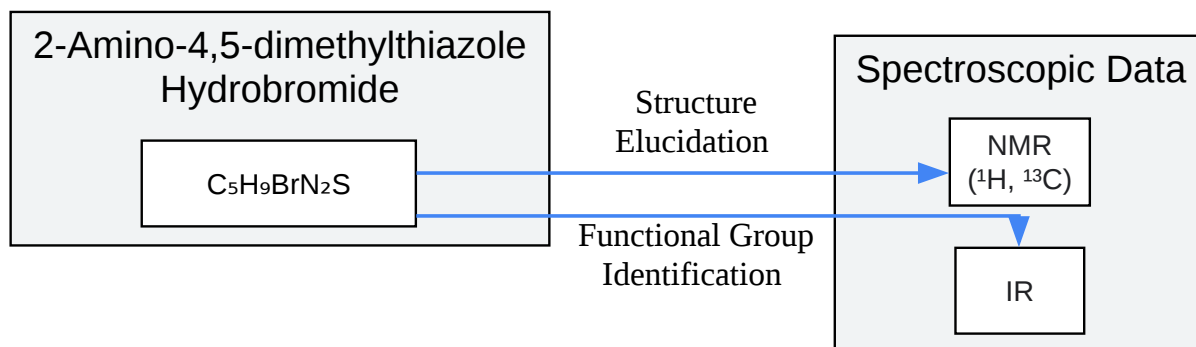 2-Amino-4,5-dimethylthiazole
Hydrobromide
C₅H₉BrN₂S
Structure
Elucidation
Functional Group
Identification
Spectroscopic Data
NMR
(¹H, ¹³C)
IR